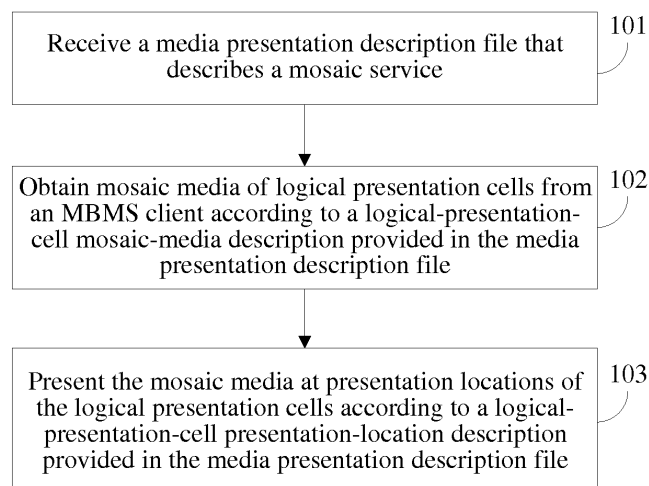 Receive a media presentation description file that
describes a mosaic service
101
Obtain mosaic media of logical presentation cells from
an MBMS client according to a logical-presentation-
cell mosaic-media description provided in the media
presentation description file
102
Present the mosaic media at presentation locations of
the logical presentation cells according to a logical-
presentation-cell presentation-location description
provided in the media presentation description file
103